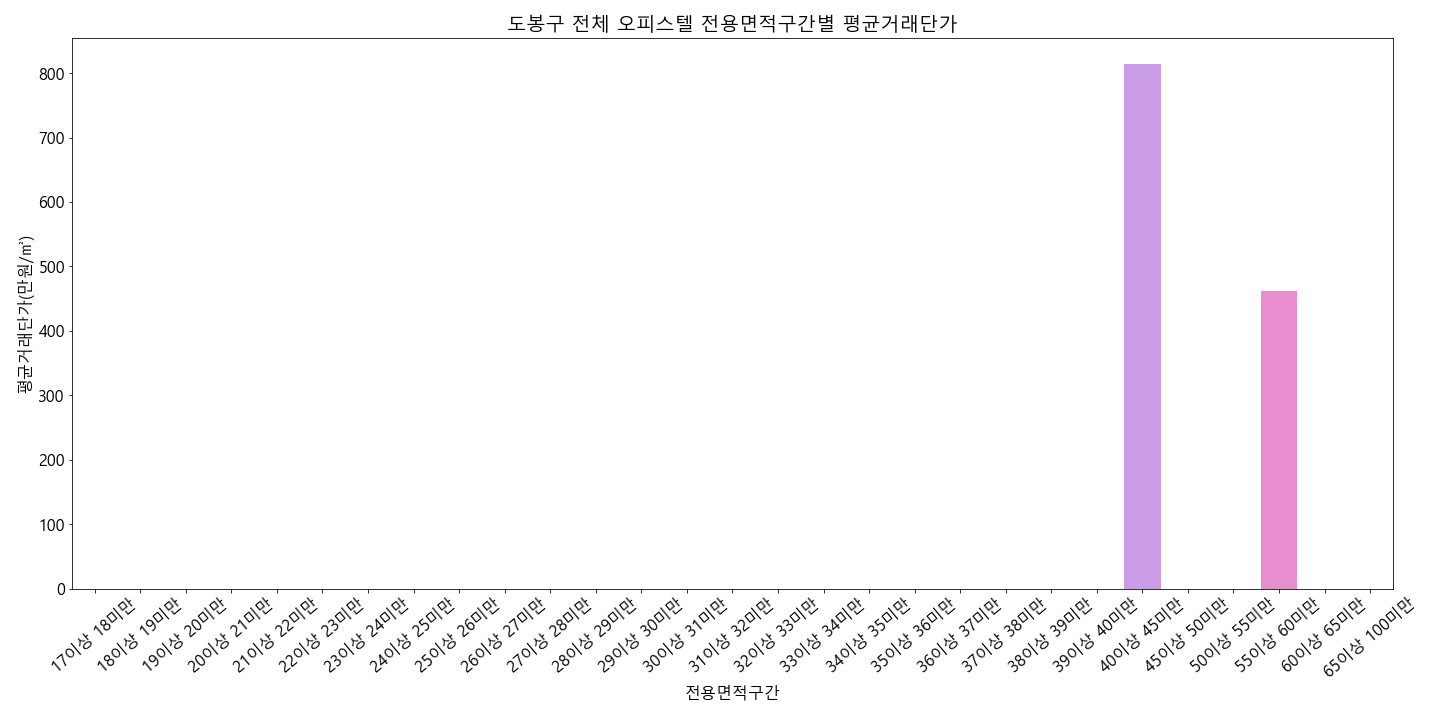 도봉구 전체 오피스텔 전용면적구간별 평균거래단가
평균거래단가(만원/㎡)
800
700
600
500
400
300
200
100
0
17이상 18미만
18이상 19미만
19이상 20미만
20이상 21미만
21이상 22미만
22이상 23미만
23이상 24미만
24이상 25미만
25이상 26미만
26이상 27미만
27이상 28미만
28이상 29미만
29이상 30미만
30이상 31미만
31이상 32미만
32이상 33미만
33이상 34미만
34이상 35미만
35이상 36미만
36이상 37미만
37이상 38미만
38이상 39미만
39이상 40미만
40이상 45미만
45이상 50미만
50이상 55미만
55이상 60미만
60이상 65미만
65이상 100미만
전용면적구간